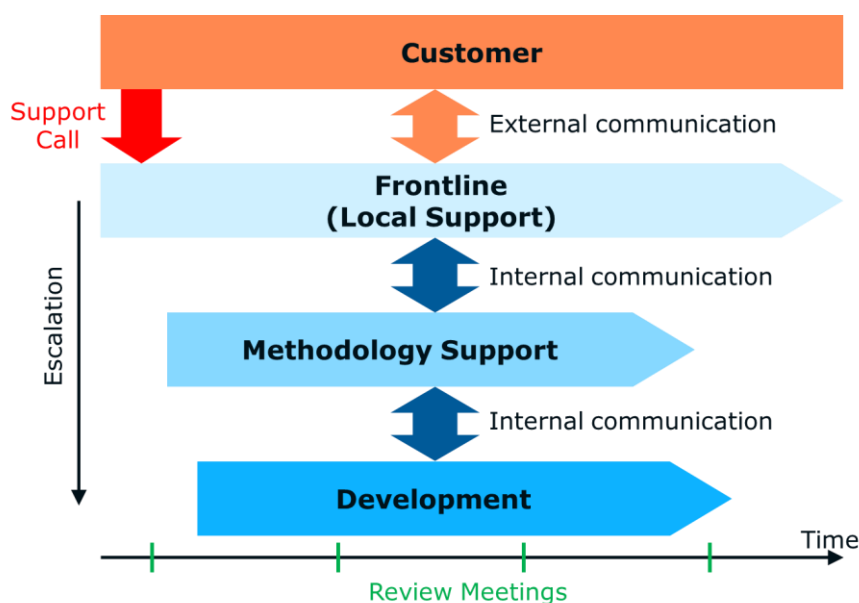 Customer
Support
Call
External communication
Frontline
(Local Support)
Internal communication
Escalation
Methodology Support
Internal communication
Development
Time
Review Meetings